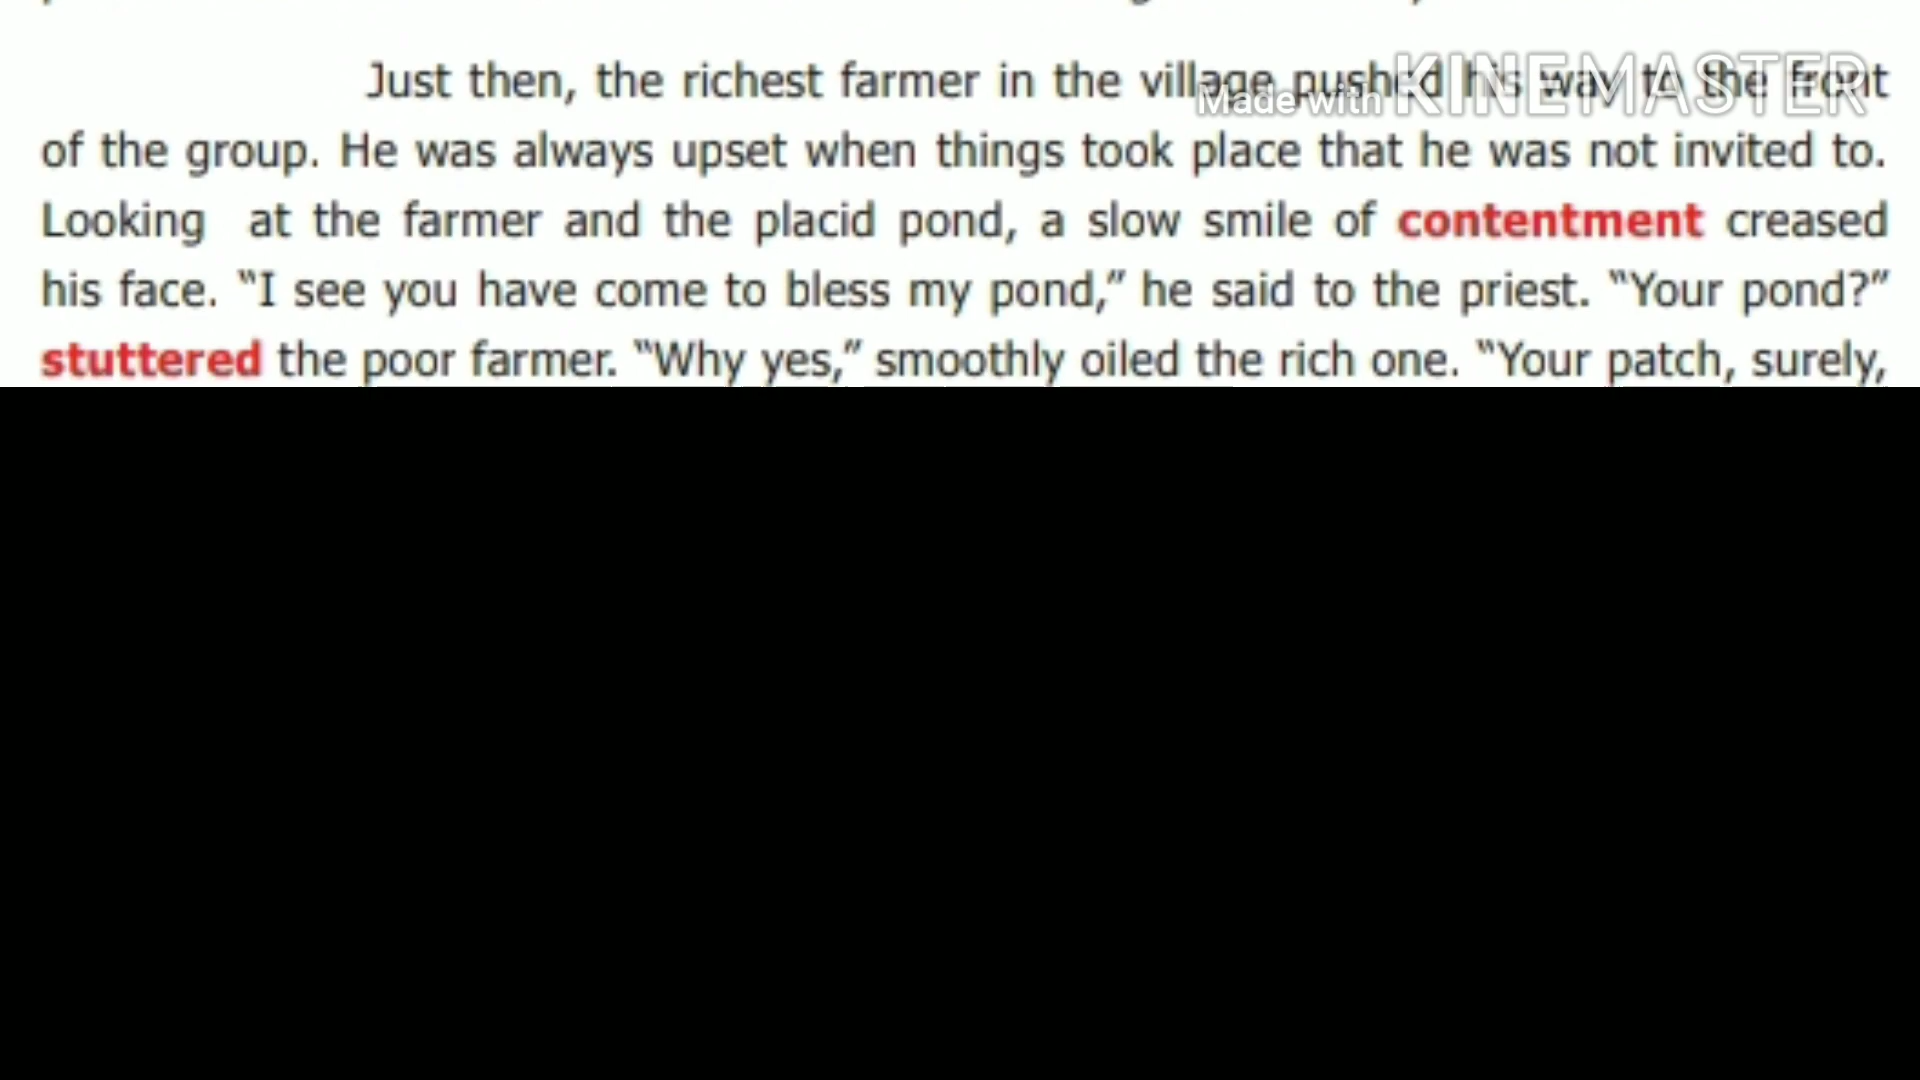 Just then, the richest farmer in the village pushed his way to the front
Made with KINEMASTER
of the group. He was always upset when things took place that he was not invited to.
Looking at the farmer and the placid pond, a slow smile of contentment creased
his face. “I see you have come to bless my pond,” he said to the priest. “Your pond?”
stuttered the poor farmer. “Why yes,” smoothly oiled the rich one. “Your patch, surely,